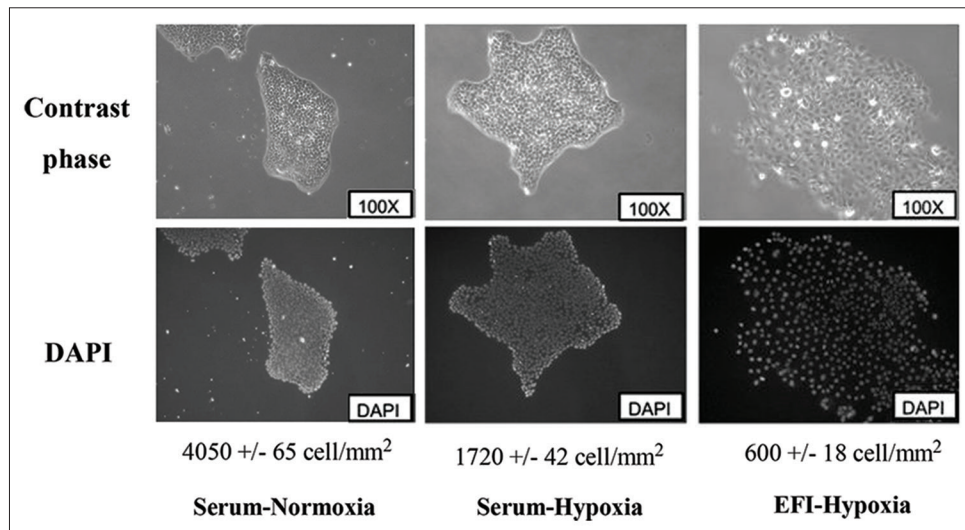 Contrast
phase
100X
100X
100X
DAPI
DAPI
DAPI
DAPI
4050 +/- 65 cell/mm²
1720 +/- 42 cell/mm²
600 +/- 18 cell/mm²
Serum-Normoxia
Serum-Hypoxia
EFI-Hypoxia